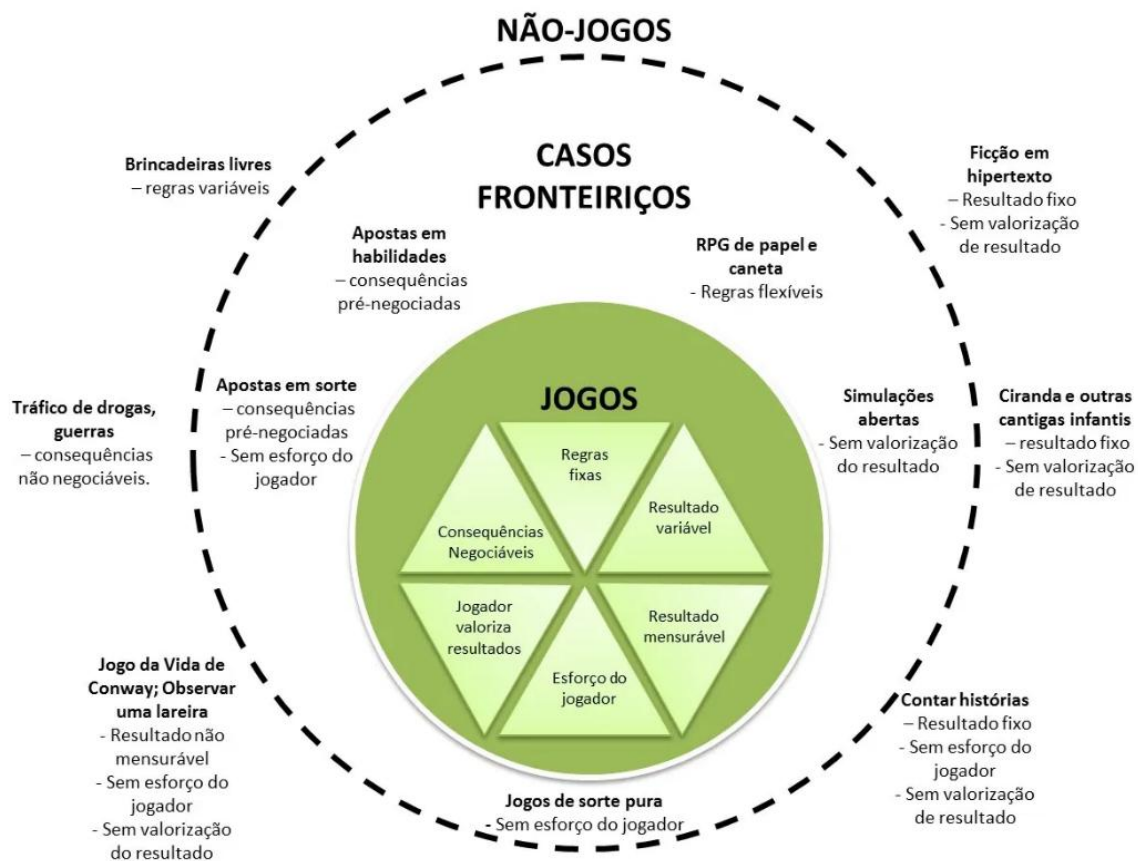 NÃO-JOGOS
CASOS
FRONTEIRIÇOS
Brincadeiras livres
– regras variáveis
Ficção em
hipertexto
– Resultado fixo
- Sem valorização
de resultado
Apostas em
habilidades
– consequências
pré-negociadas
RPG de papel e
caneta
- Regras flexíveis
Tráfico de drogas,
guerras
– consequências
não negociáveis.
Apostas em sorte
– consequências
pré-negociadas
- Sem esforço do
jogador
JOGOS
Regras
fixas
Consequências
Negociáveis
Resultado
variável
Jogador
valoriza
resultados
Resultado
mensurável
Esforço do
jogador
Simulações
abertas
- Sem valorização
do resultado
Ciranda e outras
cantigas infantis
– resultado fixo
- Sem valorização
de resultado
Jogo da Vida de
Conway; Observar
uma lareira
- Resultado não
mensurável
- Sem esforço do
jogador
- Sem valorização
do resultado
Jogos de sorte pura
- Sem esforço do jogador
Contar histórias
– Resultado fixo
- Sem esforço do
jogador
- Sem valorização
de resultado